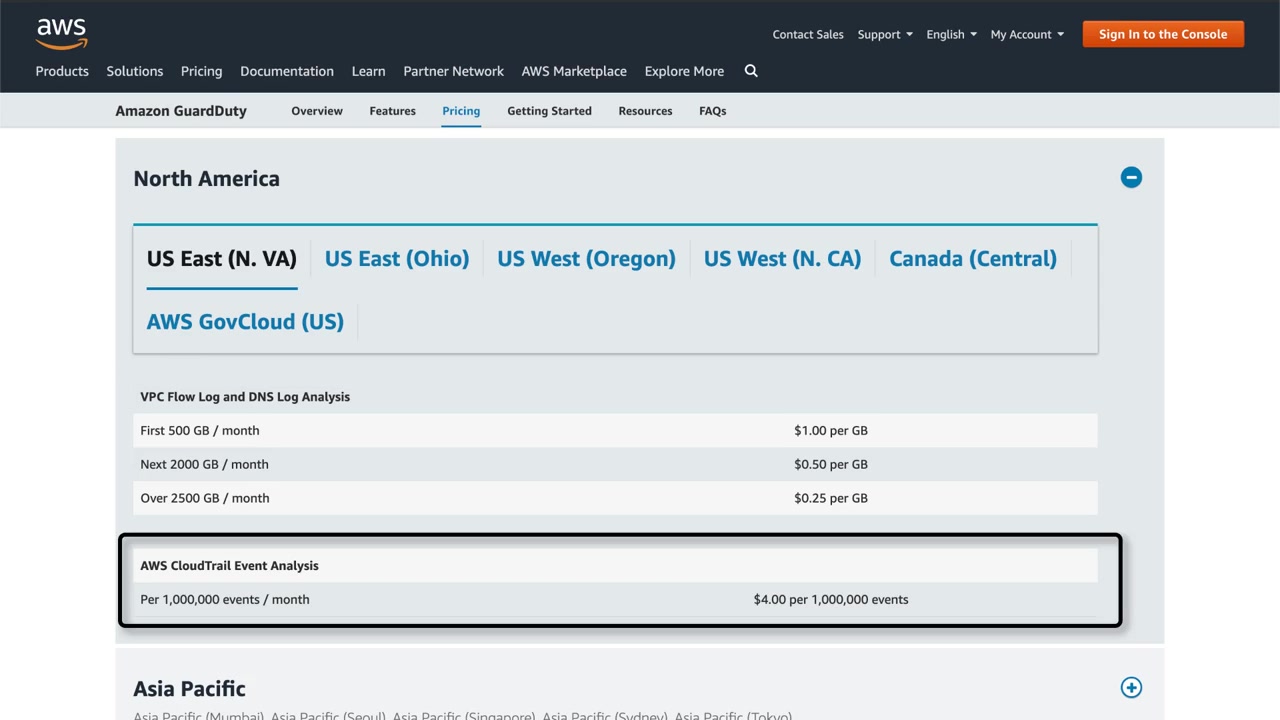 aws
Contact Sales Support English My Account Sign In to the Console
Products Solutions Pricing Documentation Learn Partner Network AWS Marketplace Explore More
Amazon GuardDuty Overview Features Pricing Getting Started Resources FAQs
North America
US East (N. VA) US East (Ohio) US West (Oregon) US West (N. CA) Canada (Central)
AWS GovCloud (US)
VPC Flow Log and DNS Log Analysis
First 500 GB / month $1.00 per GB
Next 2000 GB / month $0.50 per GB
Over 2500 GB / month $0.25 per GB
AWS CloudTrail Event Analysis
Per 1,000,000 events / month $4.00 per 1,000,000 events
Asia Pacific
Asia Pacific (Mumbai), Asia Pacific (Seoul), Asia Pacific (Singapore), Asia Pacific (Sydney), Asia Pacific (Tokyo)